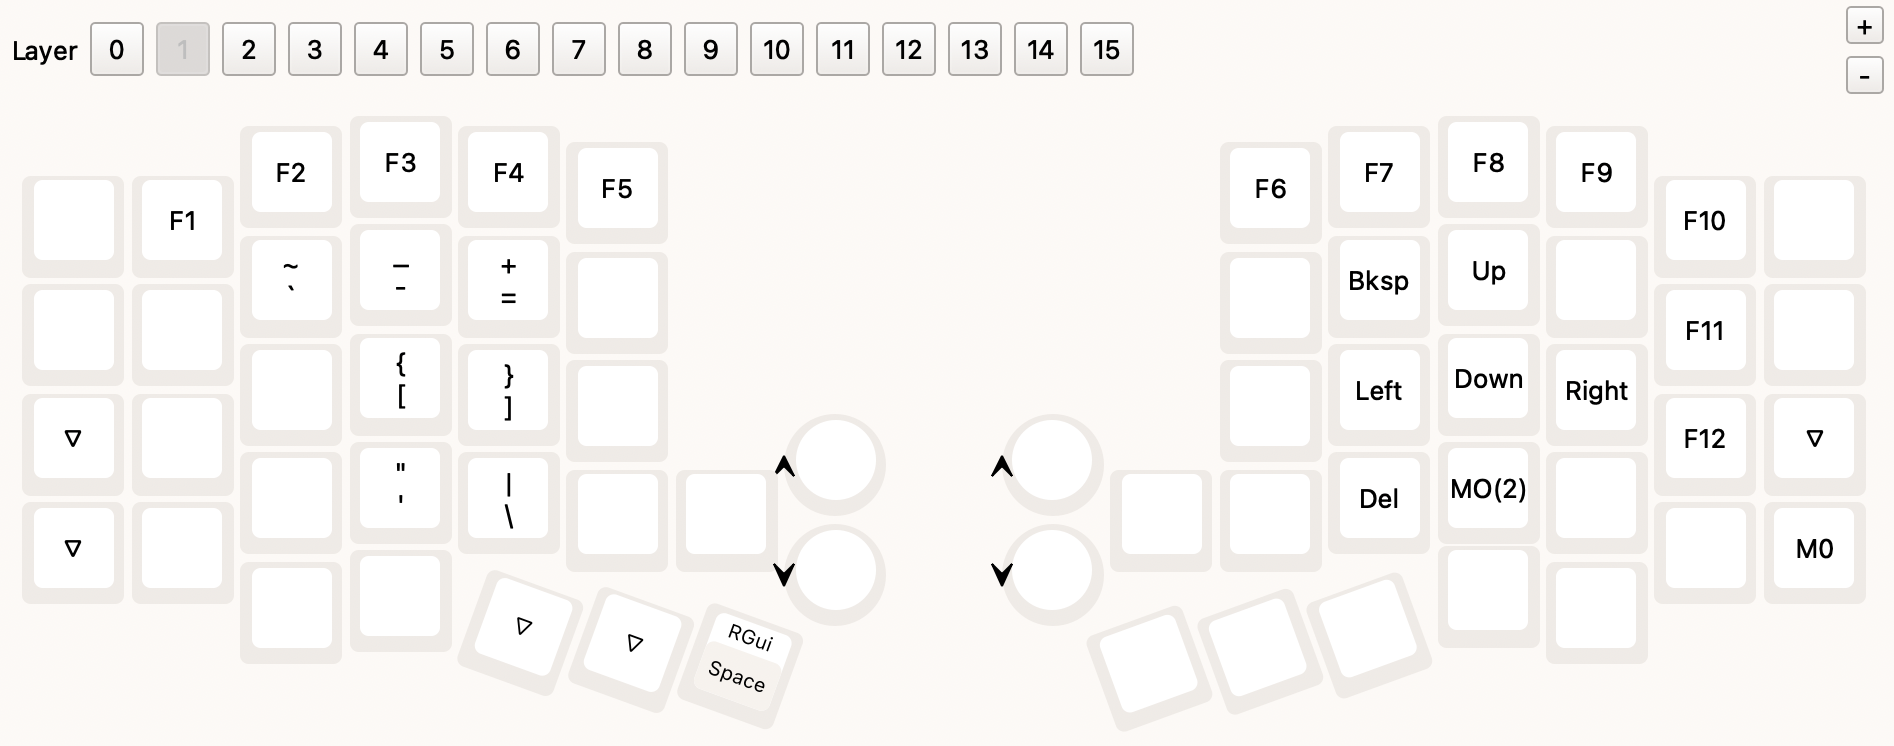 Layer 0 1 2 3 4 5 6 7 8 9 10 11 12 13 14 15
+
-
F1 F2 F3 F4 F5
~
`
_
-
+
=
{
[
}
]
"
'
|
\
▽
▽
▽
▽
RGui
Space
F6 F7 F8 F9 F10
Bksp Up F11
Left Down Right F12 ▽
Del MO(2) M0